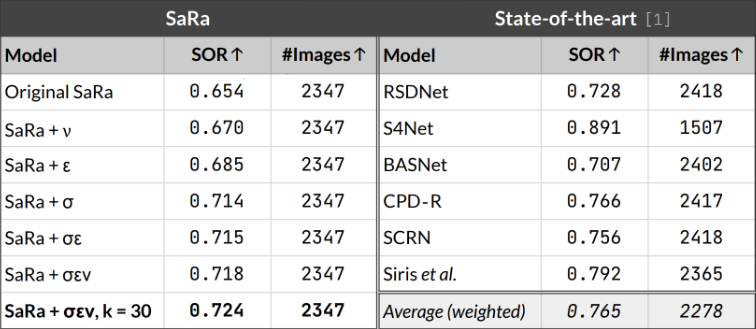 SaRa State-of-the-art [1]
Model SOR↑ #Images↑ Model SOR↑ #Images↑
Original SaRa 0.654 2347 RSDNet 0.728 2418
SaRa + ν 0.670 2347 S4Net 0.891 1507
SaRa + ε 0.685 2347 BASNet 0.707 2402
SaRa + σ 0.714 2347 CPD-R 0.766 2417
SaRa + σε 0.715 2347 SCRN 0.756 2418
SaRa + σεν 0.718 2347 Siris et al. 0.792 2365
SaRa + σεν, k = 30 0.724 2347 Average (weighted) 0.765 2278